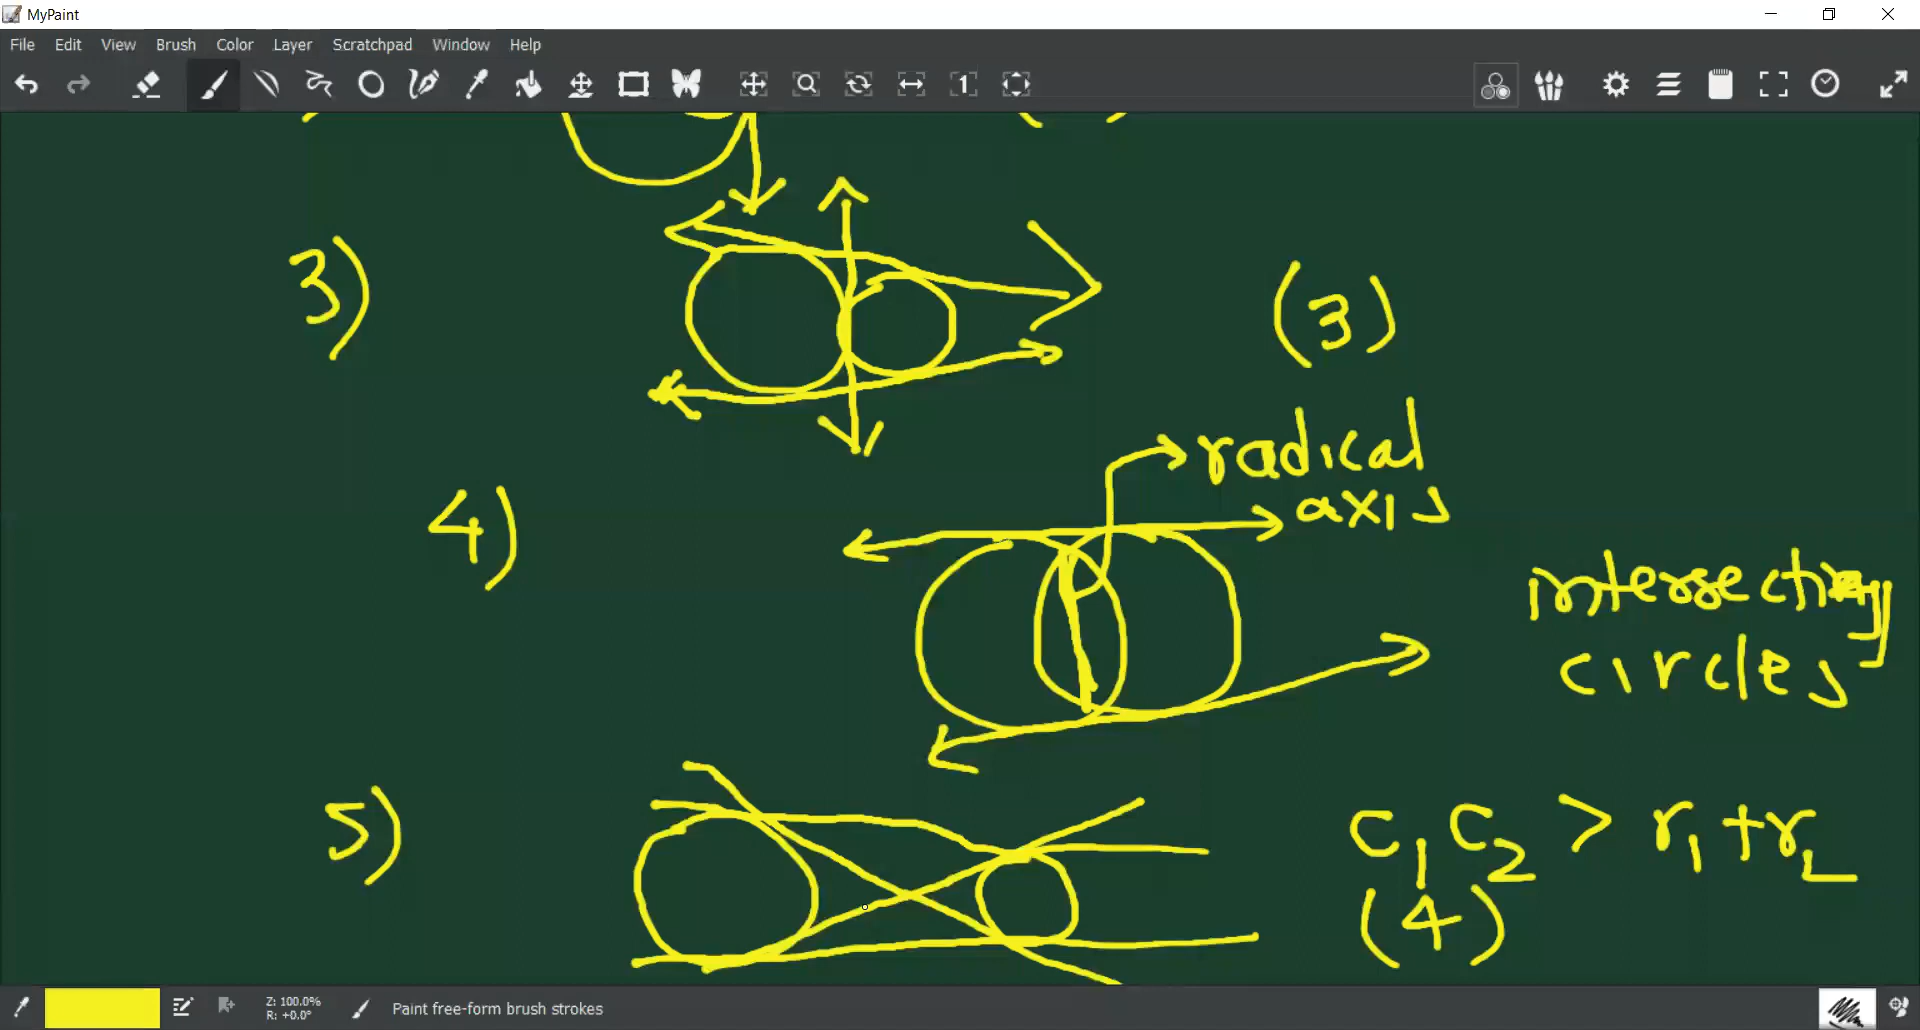 MyPaint
File Edit View Brush Color Layer Scratchpad Window Help
3)
(3)
radical
axis
4)
intersecting
circles
5)
C1C2 > r1+r2
(4)
Z: 100.0%
R: +0.0°
Paint free-form brush strokes